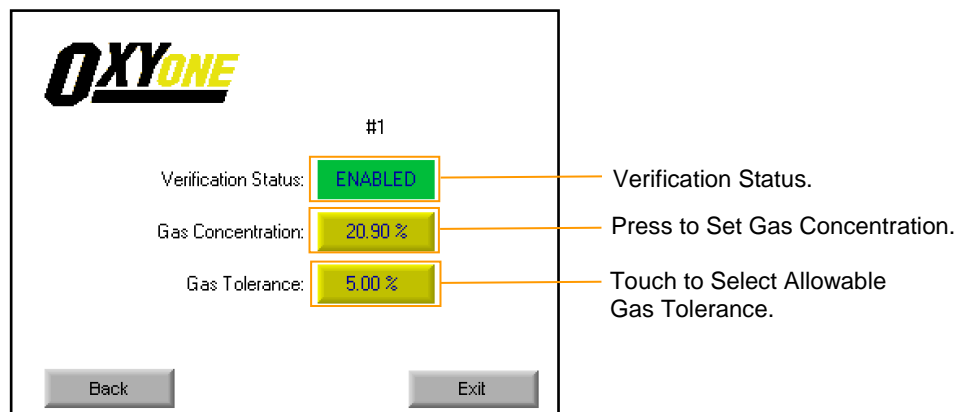 OXYONE
#1
Verification Status: ENABLED Verification Status.
Gas Concentration: 20.90 % Press to Set Gas Concentration.
Gas Tolerance: 5.00 % Touch to Select Allowable
Gas Tolerance.
Back Exit